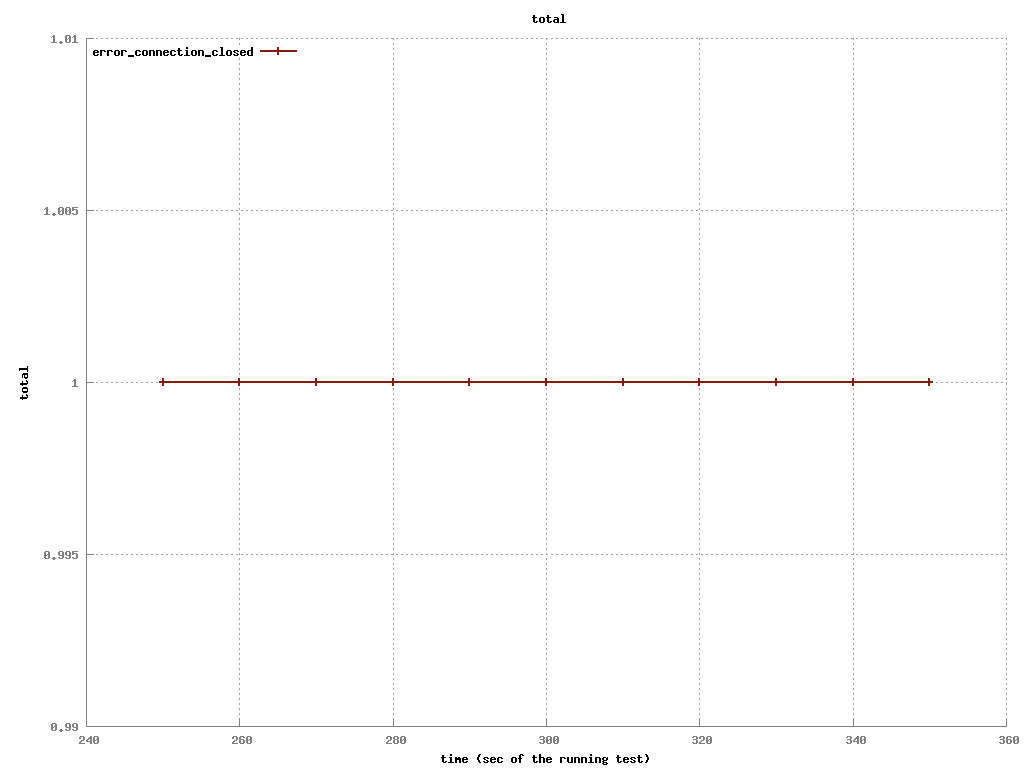 total
1.01
error_connection_closed
1.005
total
1
0.995
0.99
240 260 280 300 320 340 360
time (sec of the running test)